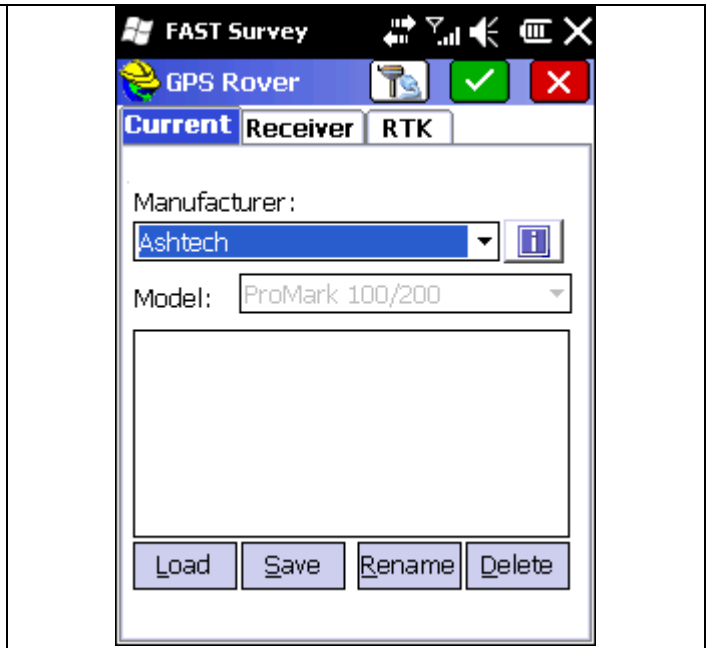 FAST Survey
GPS Rover
Current Receiver RTK
Manufacturer:
Ashtech
Model: ProMark 100/200
Load Save Rename Delete